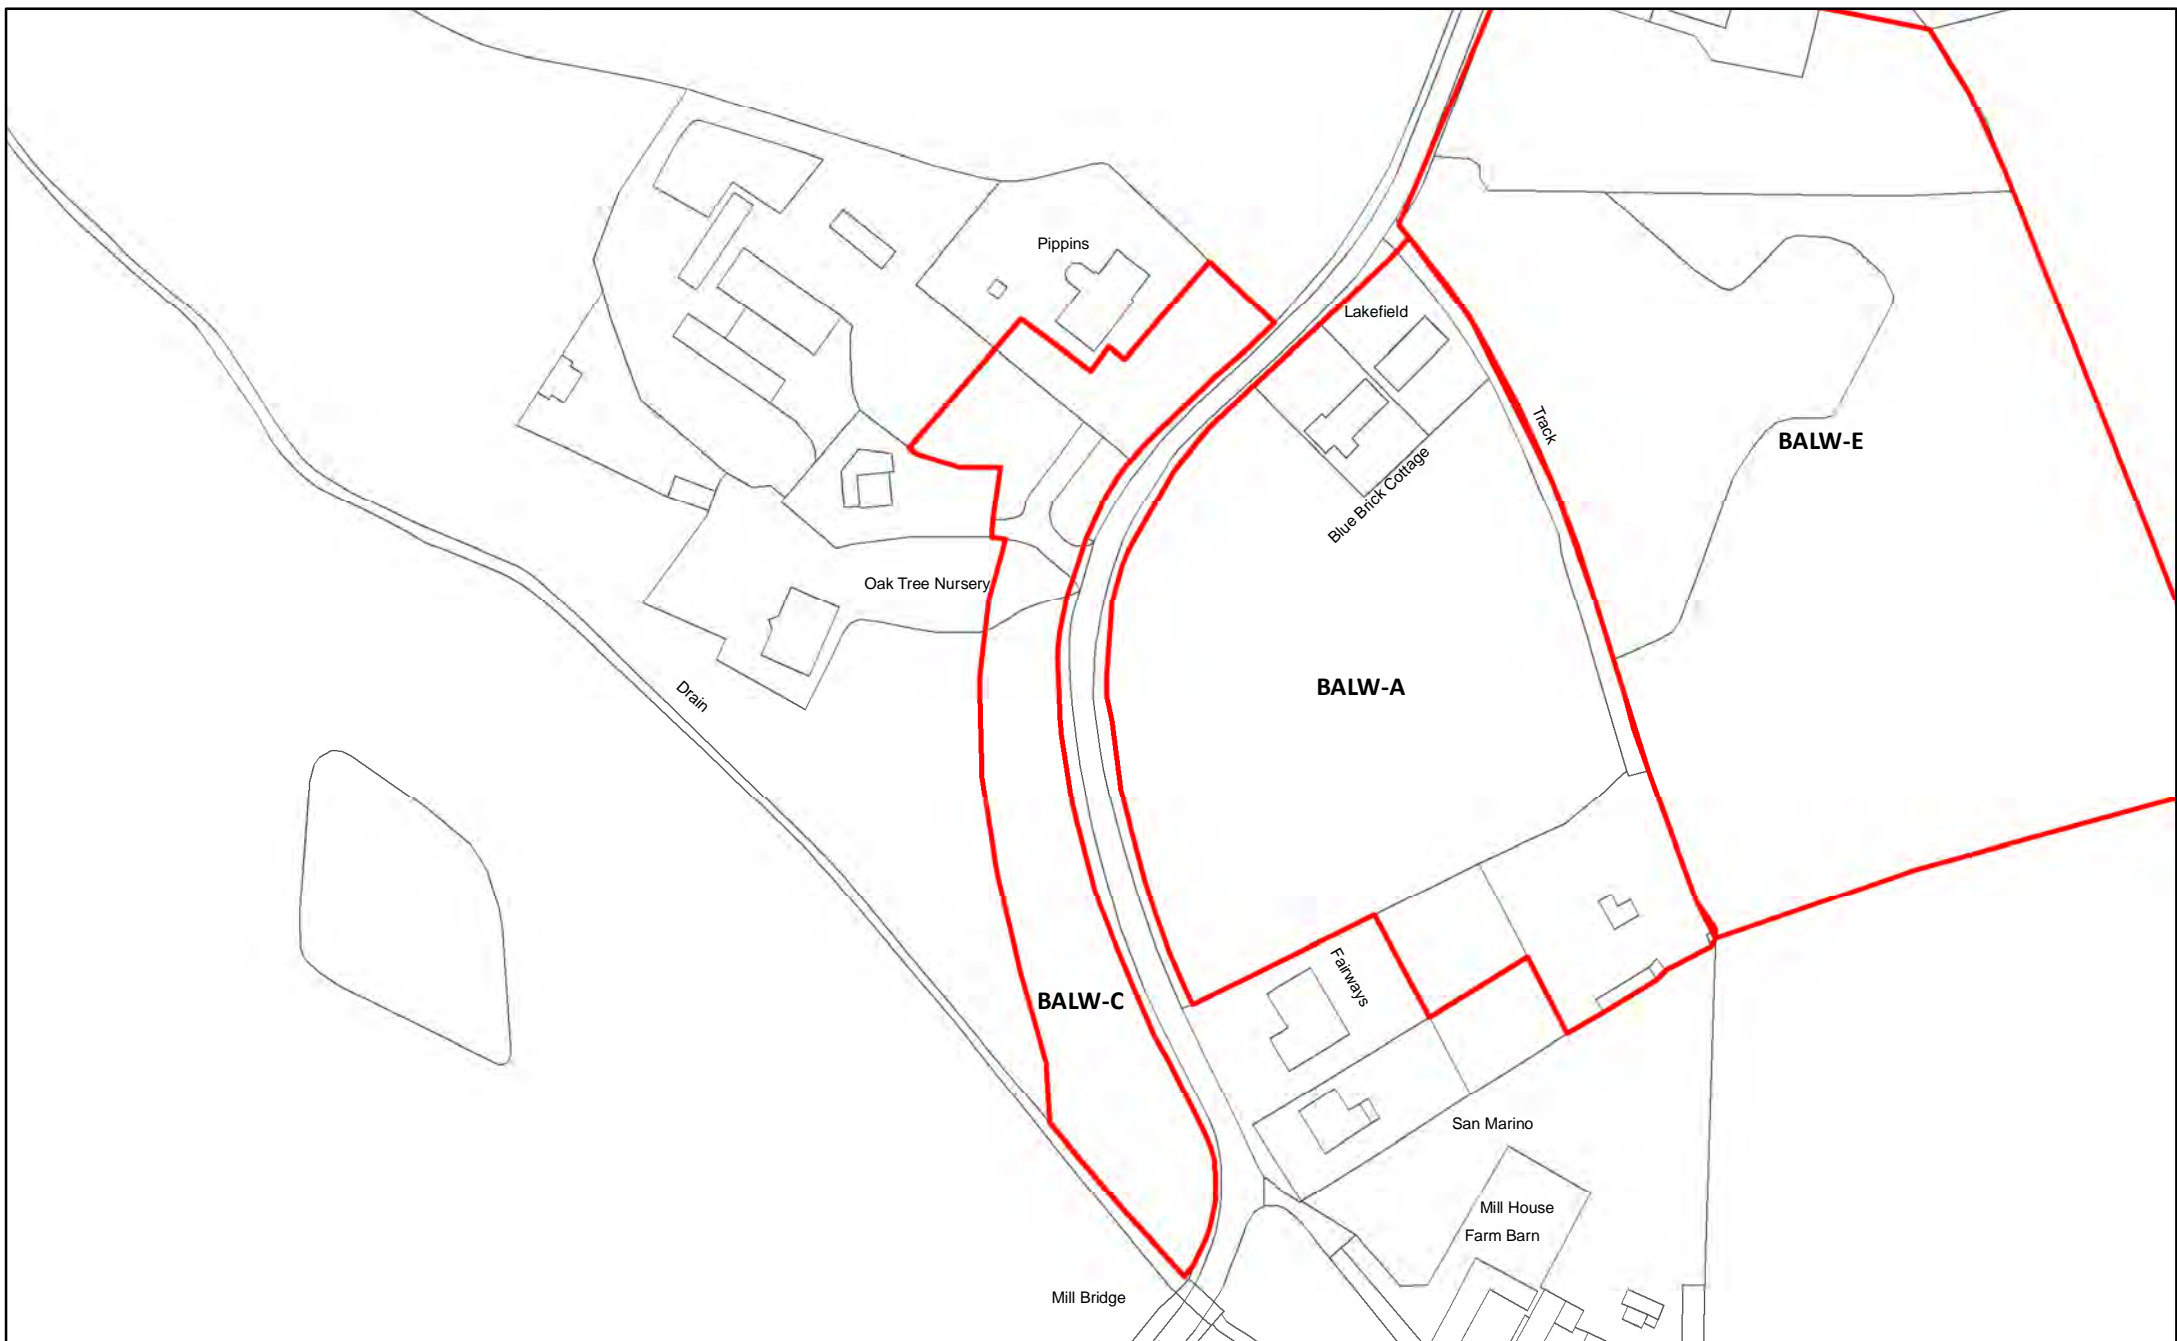 Pippins
Lakefield
Track
BALW-E
Blue Brick Cottage
Oak Tree Nursery
Drain
BALW-A
Fairways
BALW-C
San Marino
Mill House
Farm Barn
Mill Bridge